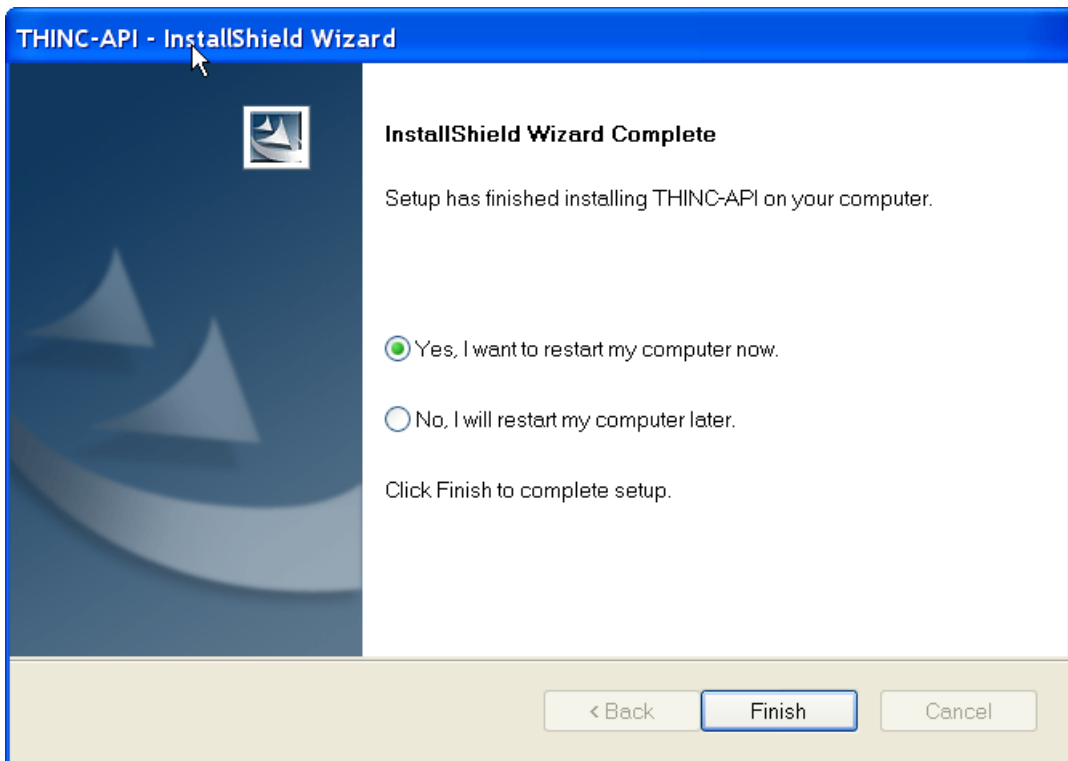 THINC-API - InstallShield Wizard
InstallShield Wizard Complete
Setup has finished installing THINC-API on your computer.
Yes, I want to restart my computer now.
No, I will restart my computer later.
Click Finish to complete setup.
< Back Finish Cancel